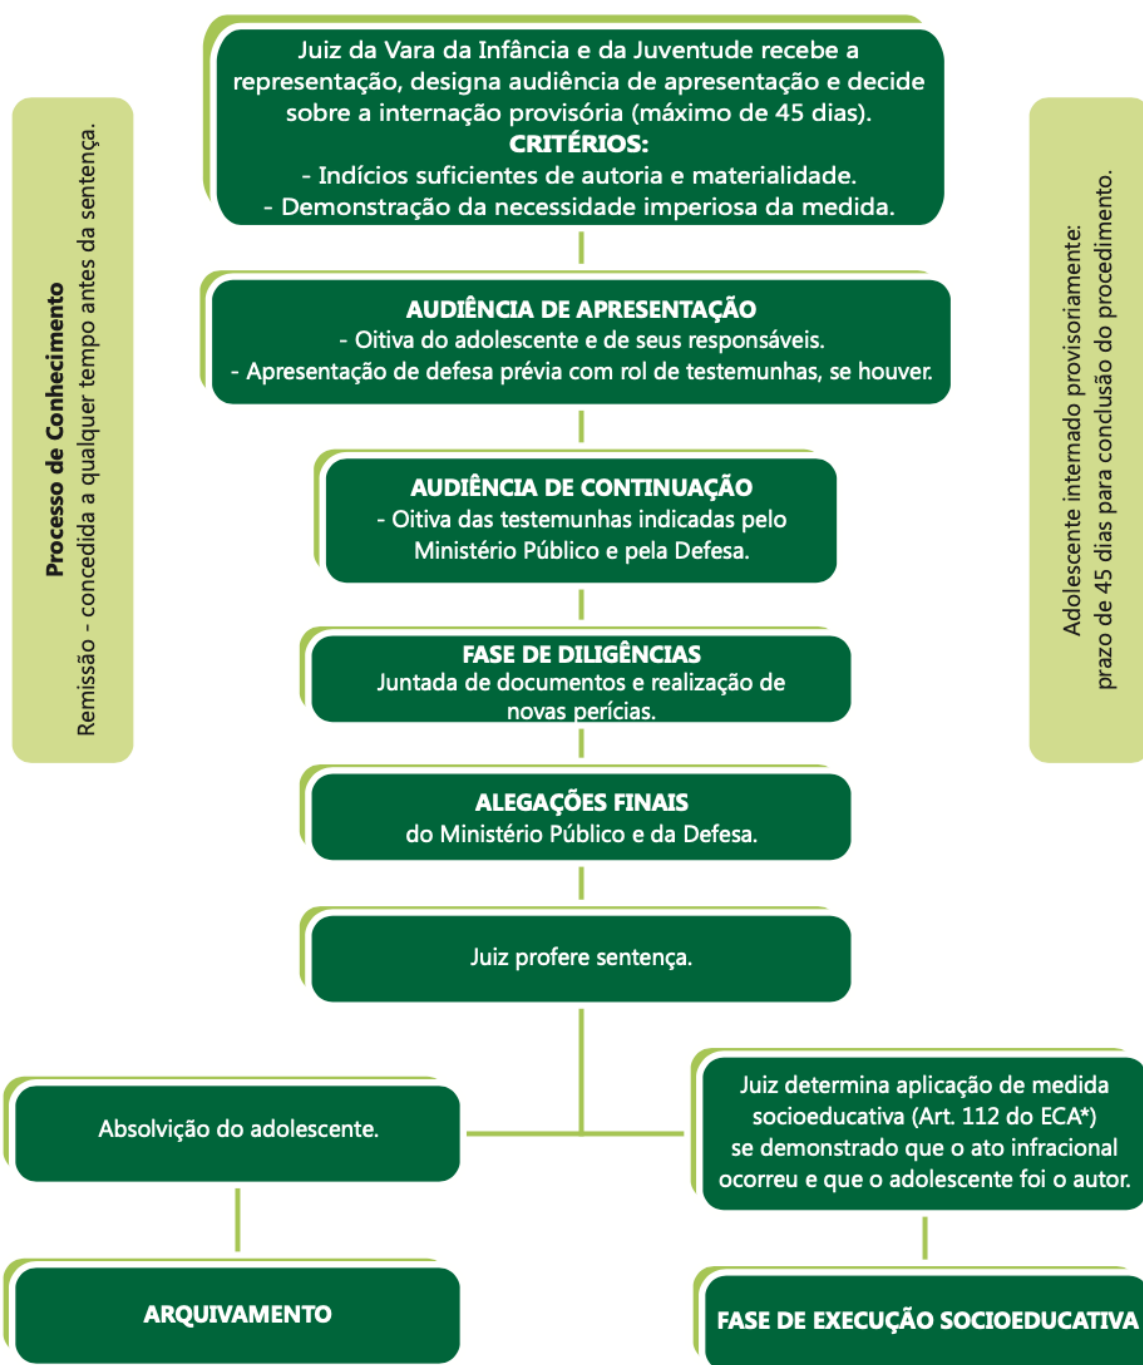 Juiz da Vara da Infância e da Juventude recebe a
representação, designa audiência de apresentação e decide
sobre a internação provisória (máximo de 45 dias).
CRITÉRIOS:
- Indícios suficientes de autoria e materialidade.
- Demonstração da necessidade imperiosa da medida.
Processo de Conhecimento
Remissão - concedida a qualquer tempo antes da sentença.
Adolescente internado provisoriamente:
prazo de 45 dias para conclusão do procedimento.
AUDIÊNCIA DE APRESENTAÇÃO
- Oitiva do adolescente e de seus responsáveis.
- Apresentação de defesa prévia com rol de testemunhas, se houver.
AUDIÊNCIA DE CONTINUAÇÃO
- Oitiva das testemunhas indicadas pelo
Ministério Público e pela Defesa.
FASE DE DILIGÊNCIAS
Juntada de documentos e realização de
novas perícias.
ALEGAÇÕES FINAIS
do Ministério Público e da Defesa.
Juiz profere sentença.
Absolvição do adolescente.
Juiz determina aplicação de medida
socioeducativa (Art. 112 do ECA*)
se demonstrado que o ato infracional
ocorreu e que o adolescente foi o autor.
ARQUIVAMENTO
FASE DE EXECUÇÃO SOCIOEDUCATIVA